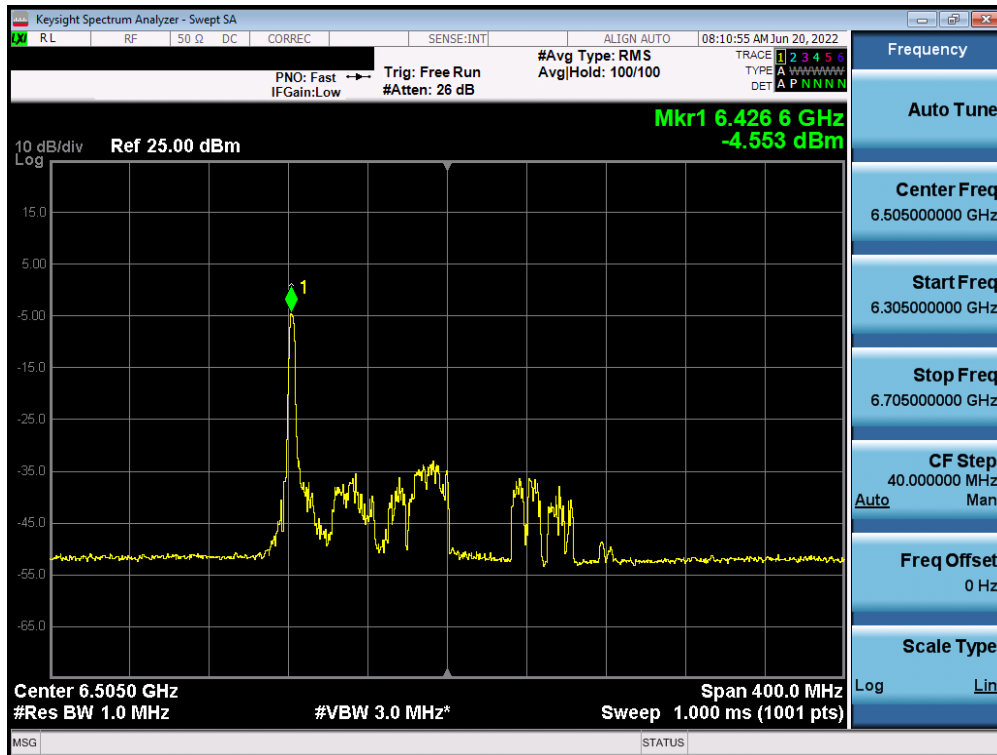 Keysight Spectrum Analyzer - Swept SA
LXI RL RF 50 Ω DC CORREC SENSE:INT ALIGN AUTO 08:10:55 AM Jun 20, 2022
PNO: Fast
IFGain:Low
Trig: Free Run
#Atten: 26 dB
#Avg Type: RMS
Avg|Hold: 100/100
TRACE 1 2 3 4 5 6
TYPE A WWWWW
DET A P N N N N
Mkr1 6.426 6 GHz
-4.553 dBm
10 dB/div Ref 25.00 dBm
Log
15.0
5.00
1
-5.00
-15.0
-25.0
-35.0
-45.0
-55.0
-65.0
Center 6.5050 GHz Span 400.0 MHz
#Res BW 1.0 MHz #VBW 3.0 MHz* Sweep 1.000 ms (1001 pts)
MSG STATUS
Frequency
Auto Tune
Center Freq
6.505000000 GHz
Start Freq
6.305000000 GHz
Stop Freq
6.705000000 GHz
CF Step
40.000000 MHz
Auto Man
Freq Offset
0 Hz
Scale Type
Log Lin